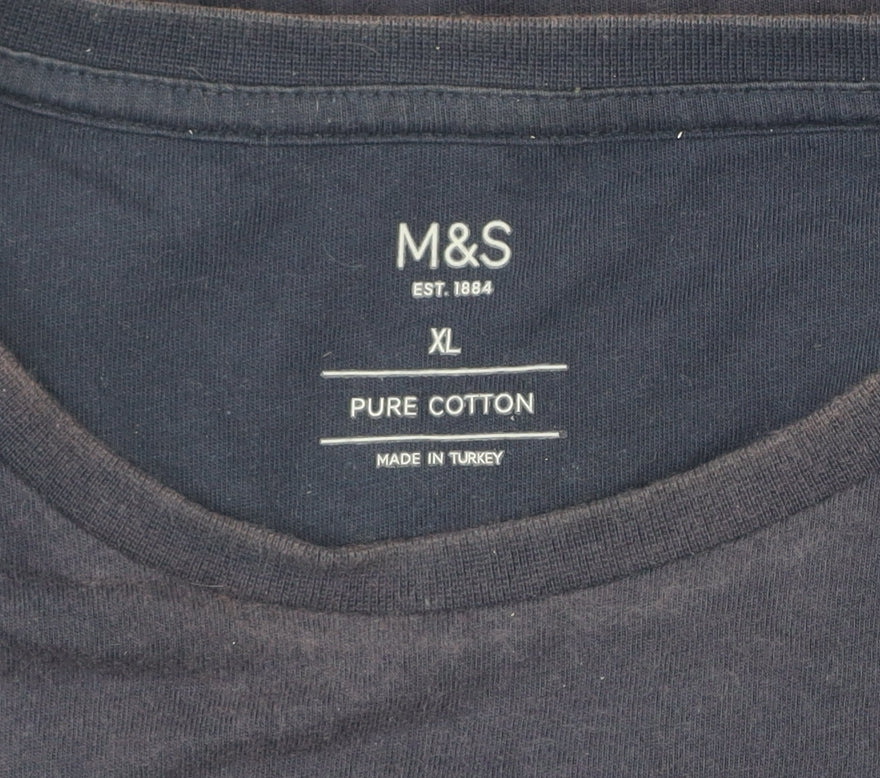 M&S
EST. 1884
XL
PURE COTTON
MADE IN TURKEY